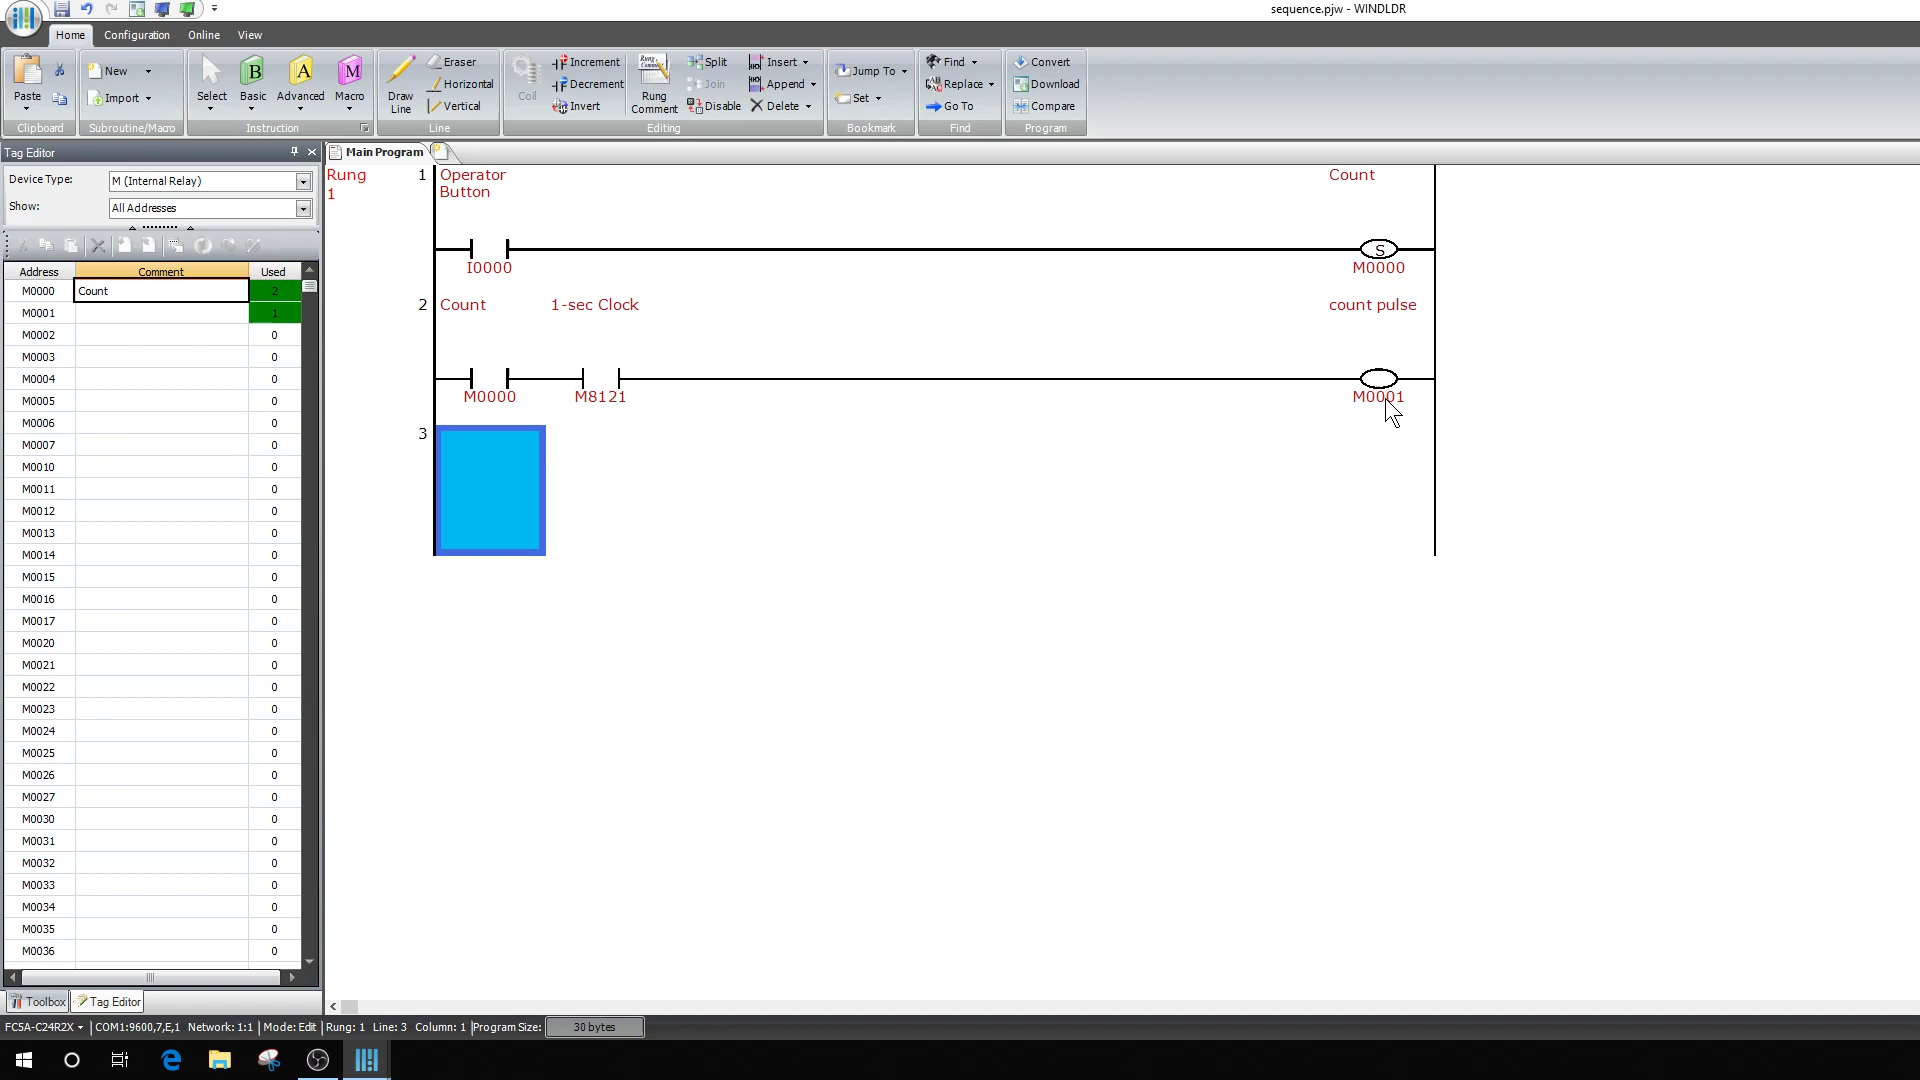 sequence.pjw - WINDLDR
Home Configuration Online View
Paste
Clipboard
New
Import
Subroutine/Macro
Select
B Basic
A Advanced
M Macro
Instruction
Draw Line
Eraser
Horizontal
Vertical
Line
Coil
Increment
Decrement
Invert
Rung Comment
Split
Join
Disable
Insert
Append
Delete
Editing
Jump To
Set
Bookmark
Find
Replace
Go To
Find
Convert
Download
Compare
Program
Tag Editor
Device Type: M (Internal Relay)
Show: All Addresses
Address Comment Used
M0000 Count 2
M0001 1
M0002 0
M0003 0
M0004 0
M0005 0
M0006 0
M0007 0
M0010 0
M0011 0
M0012 0
M0013 0
M0014 0
M0015 0
M0016 0
M0017 0
M0020 0
M0021 0
M0022 0
M0023 0
M0024 0
M0025 0
M0026 0
M0027 0
M0030 0
M0031 0
M0032 0
M0033 0
M0034 0
M0035 0
M0036 0
Toolbox Tag Editor
Main Program
Rung 1
1 Operator Button Count
S
I0000 M0000
2 Count 1-sec Clock count pulse
M0000 M8121 M0001
3
FC5A-C24R2X COM1:9600,7,E,1 Network: 1:1 Mode: Edit Rung: 1 Line: 3 Column: 1 Program Size: 30 bytes